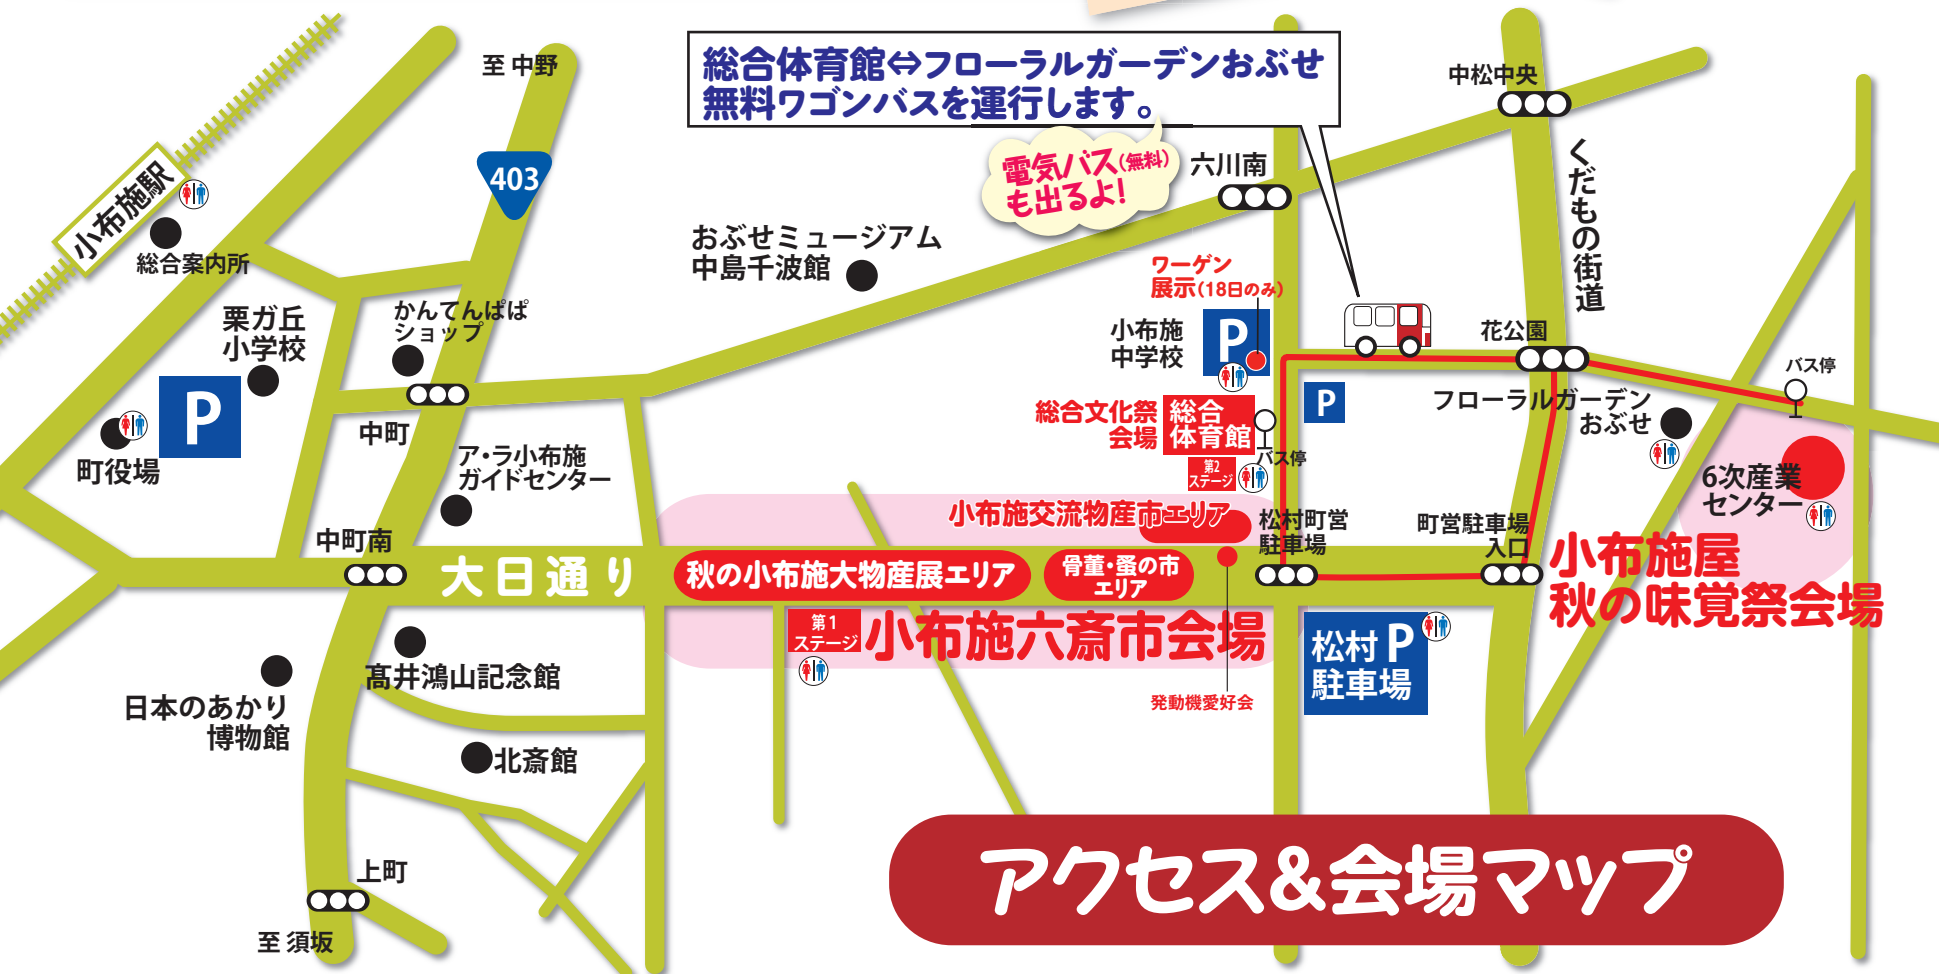 総合体育館⇔フローラルガーデンおぶせ
無料ワゴンバスを運行します。
電気バス(無料)
も出るよ!
至 中野
403
小布施駅
総合案内所
栗ガ丘
小学校
かんてんぱぱ
ショップ
P
町役場
中町
ア・ラ小布施
ガイドセンター
中町南
おぶせミュージアム
中島千波館
六川南
中松中央
くだもの街道
ワーゲン
展示(18日のみ)
小布施
中学校
P
花公園
バス停
P
フローラルガーデン
おぶせ
総合文化祭
会場
総合
体育館
バス停
第2
ステージ
6次産業
センター
小布施交流物産市エリア
松村町営
駐車場
町営駐車場
入口
小布施屋
秋の味覚祭会場
大日通り
秋の小布施大物産展エリア
骨董・蚤の市
エリア
第1
ステージ
小布施六斎市会場
松村 P
駐車場
発動機愛好会
髙井鴻山記念館
日本のあかり
博物館
北斎館
上町
至 須坂
アクセス&会場マップ